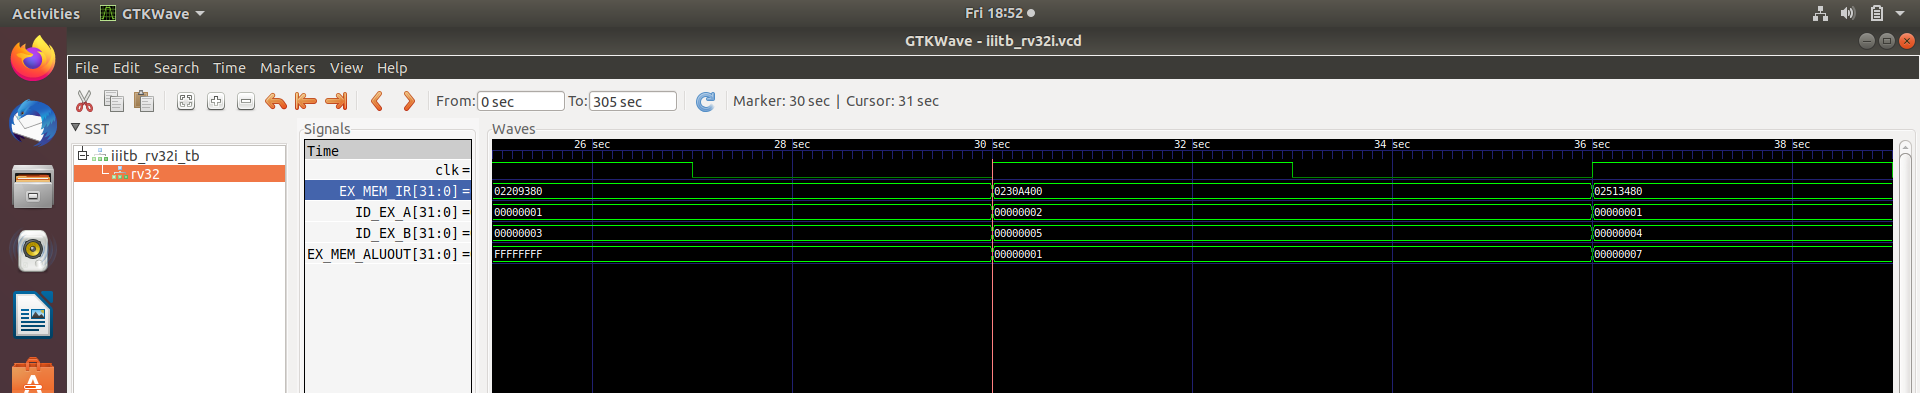 Activities GTKWave Fri 18:52
GTKWave - iiitb_rv32i.vcd
File Edit Search Time Markers View Help
From: 0 sec To: 305 sec Marker: 30 sec | Cursor: 31 sec
SST Signals Waves
iiitb_rv32i_tb
rv32
Time 26 sec 28 sec 30 sec 32 sec 34 sec 36 sec 38 sec
clk =
EX_MEM_IR[31:0] = 02209380 0230A400 02513480
ID_EX_A[31:0] = 00000001 00000002 00000001
ID_EX_B[31:0] = 00000003 00000005 00000004
EX_MEM_ALUOUT[31:0] = FFFFFFFF 00000001 00000007